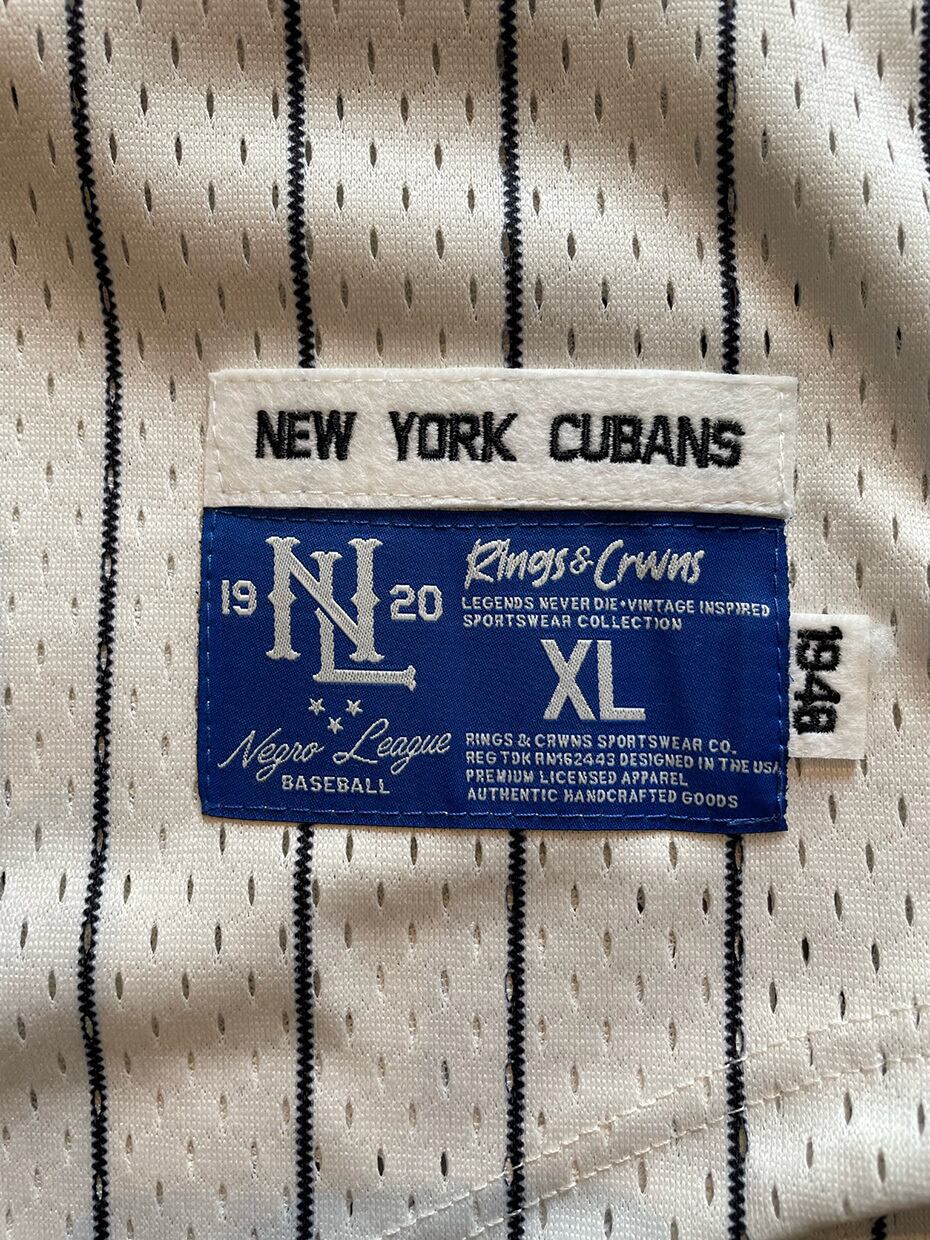 NEW YORK CUBANS
19 NL 20
Negro League
BASEBALL
Rings & Crwns
LEGENDS NEVER DIE • VINTAGE INSPIRED
SPORTSWEAR COLLECTION
XL
RINGS & CRWNS SPORTSWEAR CO.
REG TDK RN162443 DESIGNED IN THE USA
PREMIUM LICENSED APPAREL
AUTHENTIC HANDCRAFTED GOODS
1948